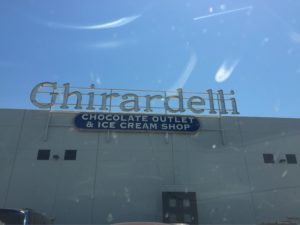 Ghirardelli
CHOCOLATE OUTLET
& ICE CREAM SHOP